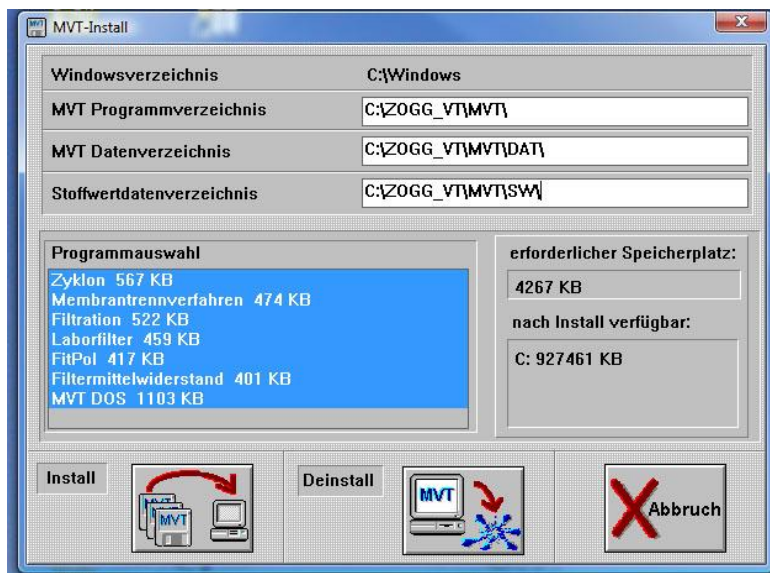 MVT-Install
Windowsverzeichnis C:\Windows
MVT Programmverzeichnis C:\ZOGG_VT\MVT\
MVT Datenverzeichnis C:\ZOGG_VT\MVT\DAT\
Stoffwertdatenverzeichnis C:\ZOGG_VT\MVT\SW\
Programmauswahl
Zyklon 567 KB
Membrantrennverfahren 474 KB
Filtration 522 KB
Laborfilter 459 KB
FitPol 417 KB
Filtermittelwiderstand 401 KB
MVT DOS 1103 KB
erforderlicher Speicherplatz:
4267 KB
nach Install verfügbar:
C: 927461 KB
Install
MVT
Deinstall
MVT
Abbruch